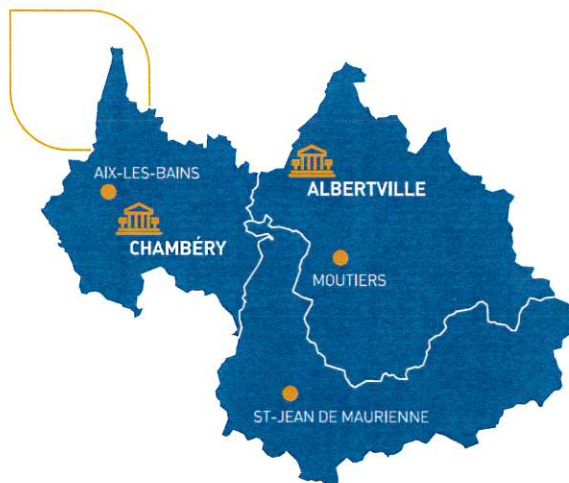 AIX-LES-BAINS
CHAMBÉRY
ALBERTVILLE
MOUTIERS
ST-JEAN DE MAURIENNE